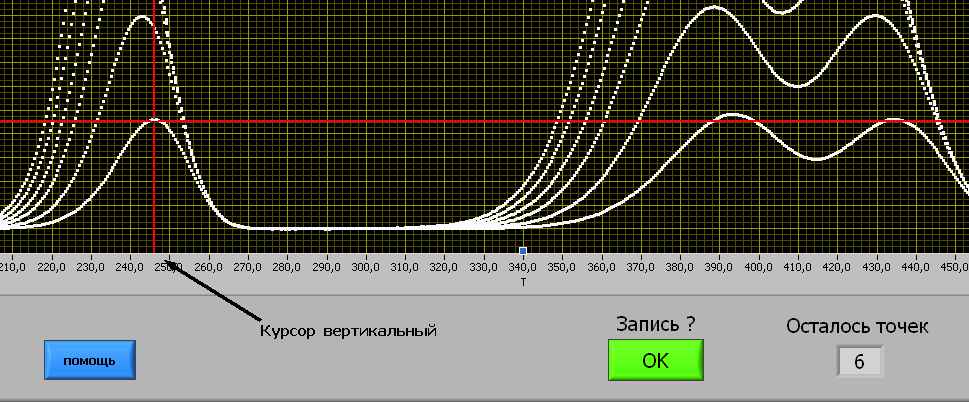 210,0 220,0 230,0 240,0 250,0 260,0 270,0 280,0 290,0 300,0 310,0 320,0 330,0 340,0 350,0 360,0 370,0 380,0 390,0 400,0 410,0 420,0 430,0 440,0 450,0
T
Курсор вертикальный
Запись ?
Осталось точек
помощь
OK
6